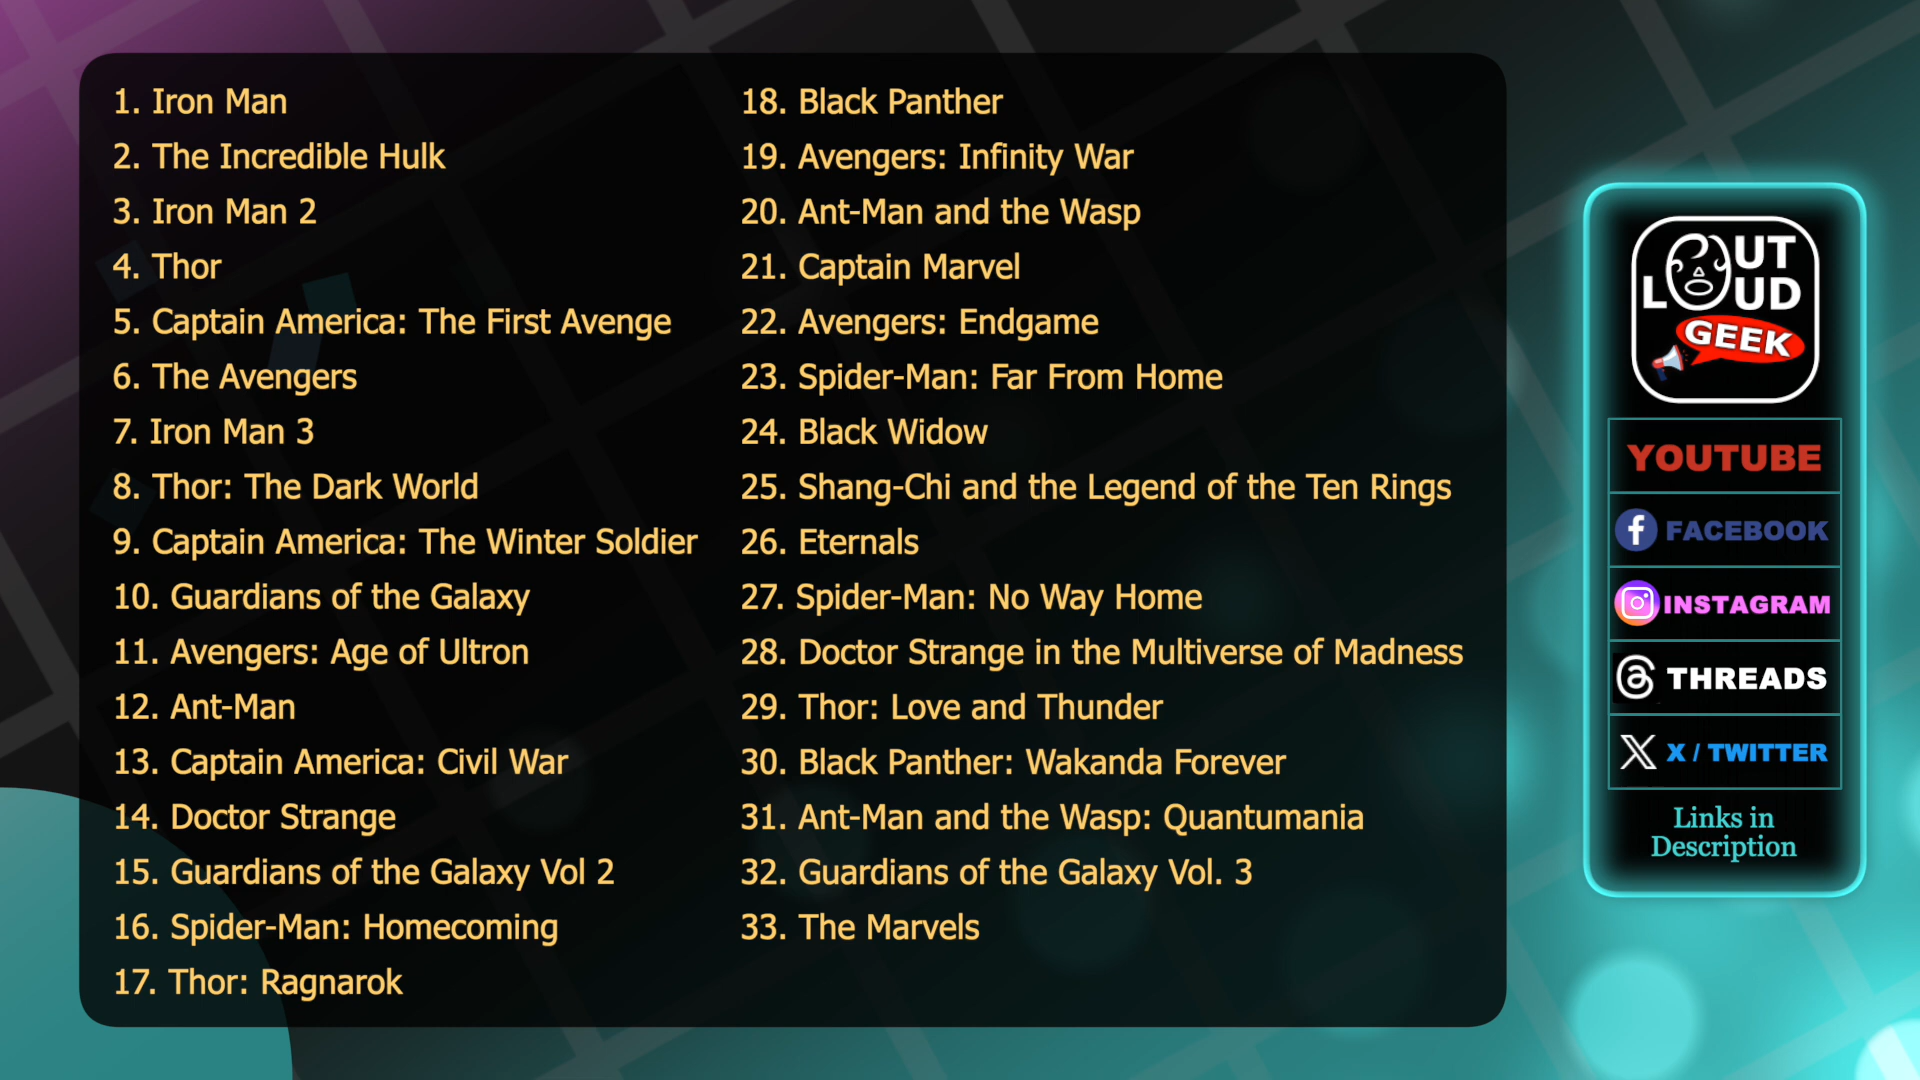 1. Iron Man
2. The Incredible Hulk
3. Iron Man 2
4. Thor
5. Captain America: The First Avenge
6. The Avengers
7. Iron Man 3
8. Thor: The Dark World
9. Captain America: The Winter Soldier
10. Guardians of the Galaxy
11. Avengers: Age of Ultron
12. Ant-Man
13. Captain America: Civil War
14. Doctor Strange
15. Guardians of the Galaxy Vol 2
16. Spider-Man: Homecoming
17. Thor: Ragnarok
18. Black Panther
19. Avengers: Infinity War
20. Ant-Man and the Wasp
21. Captain Marvel
22. Avengers: Endgame
23. Spider-Man: Far From Home
24. Black Widow
25. Shang-Chi and the Legend of the Ten Rings
26. Eternals
27. Spider-Man: No Way Home
28. Doctor Strange in the Multiverse of Madness
29. Thor: Love and Thunder
30. Black Panther: Wakanda Forever
31. Ant-Man and the Wasp: Quantumania
32. Guardians of the Galaxy Vol. 3
33. The Marvels
OUT
LOUD
GEEK
YOUTUBE
FACEBOOK
INSTAGRAM
THREADS
X / TWITTER
Links in
Description